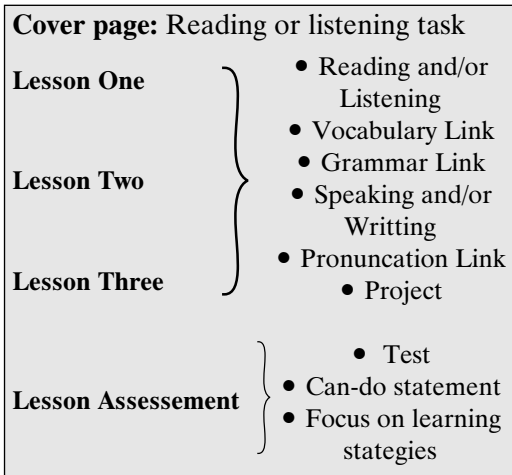 Cover page: Reading or listening task
Lesson One
Lesson Two
Lesson Three
• Reading and/or
Listening
• Vocabulary Link
• Grammar Link
• Speaking and/or
Writting
• Pronuncation Link
• Project
Lesson Assessement
• Test
• Can-do statement
• Focus on learning
stategies